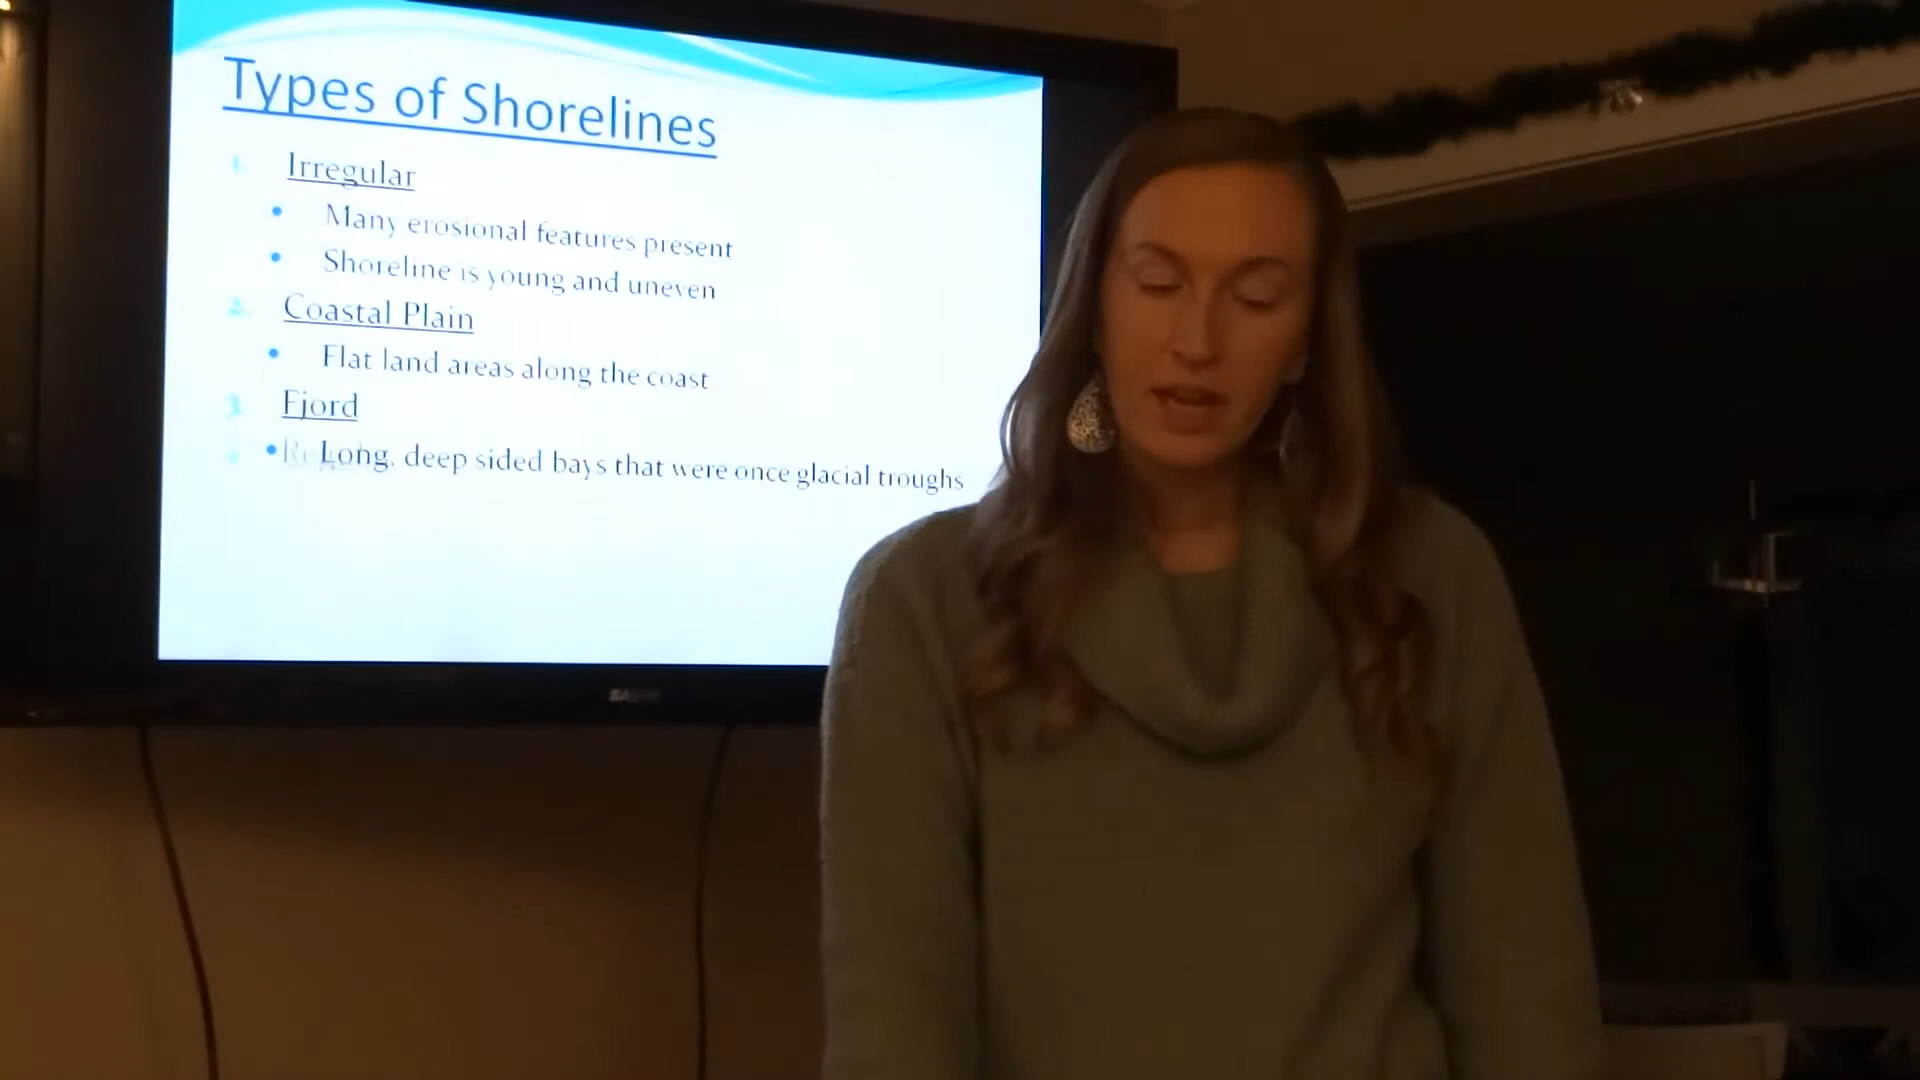 Types of Shorelines
1. Irregular
• Many erosional features present
• Shoreline is young and uneven
2. Coastal Plain
• Flat land areas along the coast
3. Fjord
• Long, deep sided bays that were once glacial troughs